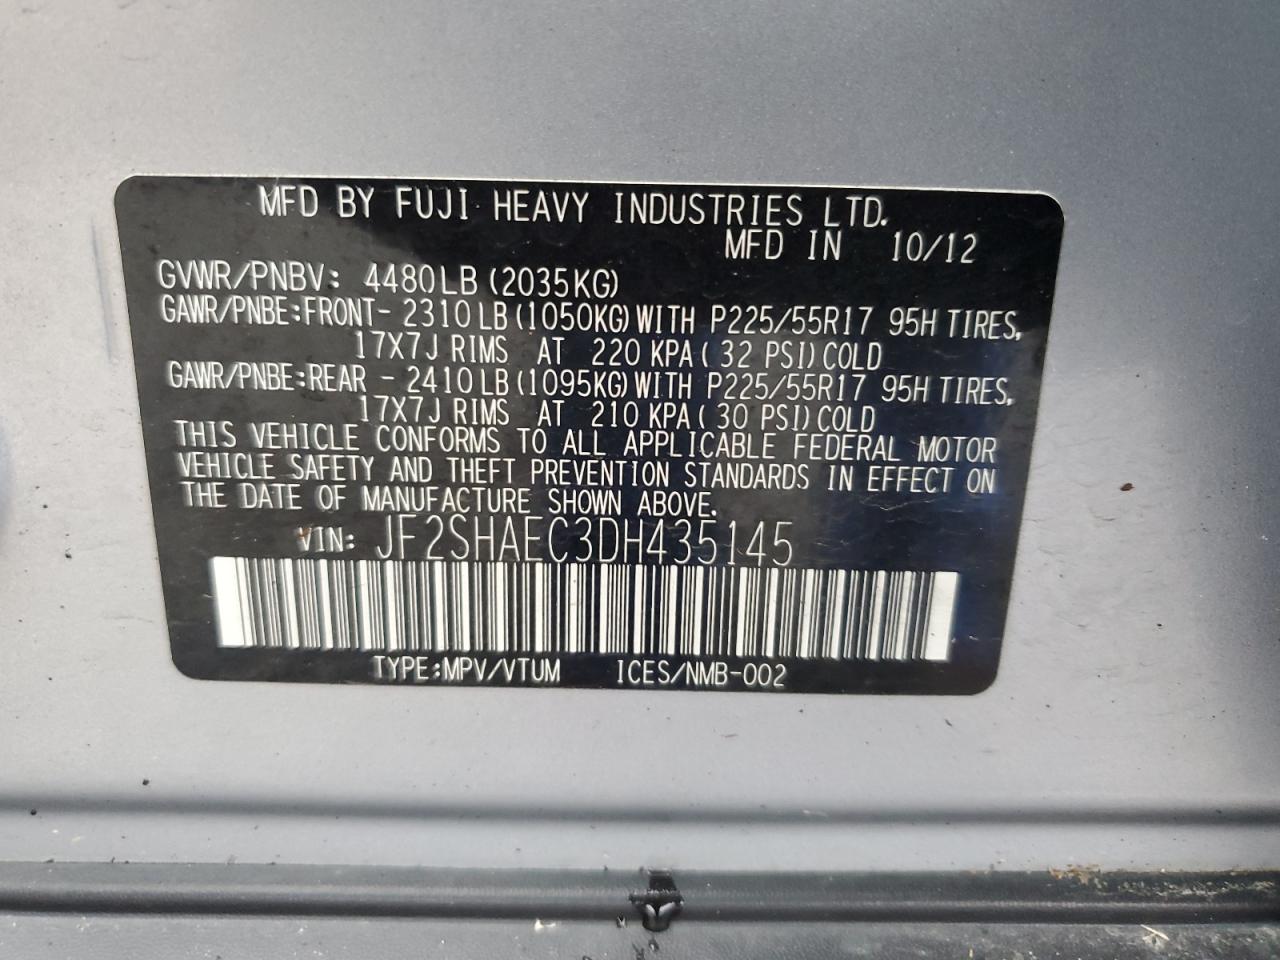 MFD BY FUJI HEAVY INDUSTRIES LTD.
MFD IN 10/12
GVWR/PNBV: 4480LB (2035KG)
GAWR/PNBE:FRONT- 2310LB (1050KG) WITH P225/55R17 95H TIRES,
17X7J RIMS AT 220 KPA ( 32 PSI) COLD
GAWR/PNBE:REAR - 2410LB (1095KG) WITH P225/55R17 95H TIRES,
17X7J RIMS AT 210 KPA ( 30 PSI) COLD
THIS VEHICLE CONFORMS TO ALL APPLICABLE FEDERAL MOTOR
VEHICLE SAFETY AND THEFT PREVENTION STANDARDS IN EFFECT ON
THE DATE OF MANUFACTURE SHOWN ABOVE.
VIN: JF2SHAEC3DH435145
TYPE:MPV/VTUM ICES/NMB-002